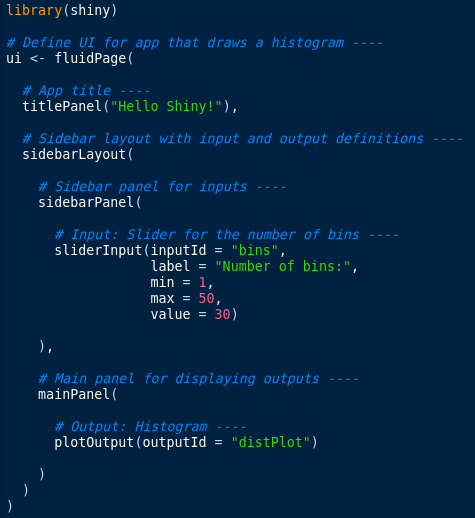 library(shiny)

# Define UI for app that draws a histogram ----
ui <- fluidPage(

  # App title ----
  titlePanel("Hello Shiny!"),

  # Sidebar layout with input and output definitions ----
  sidebarLayout(

    # Sidebar panel for inputs ----
    sidebarPanel(

      # Input: Slider for the number of bins ----
      sliderInput(inputId = "bins",
                  label = "Number of bins:",
                  min = 1,
                  max = 50,
                  value = 30)

    ),

    # Main panel for displaying outputs ----
    mainPanel(

      # Output: Histogram ----
      plotOutput(outputId = "distPlot")

    )
  )
)